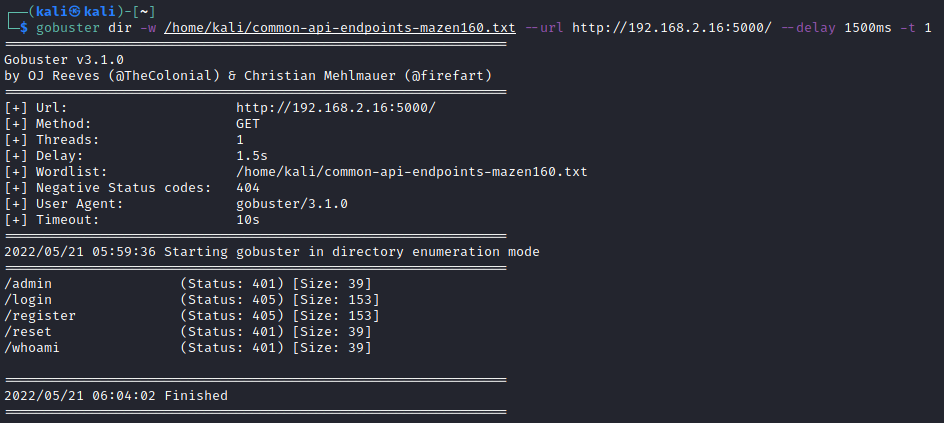 ┌──(kali㉿kali)-[~]
└─$ gobuster dir -w /home/kali/common-api-endpoints-mazen160.txt --url http://192.168.2.16:5000/ --delay 1500ms -t 1
===============================================================
Gobuster v3.1.0
by OJ Reeves (@TheColonial) & Christian Mehlmauer (@firefart)
===============================================================
[+] Url:                     http://192.168.2.16:5000/
[+] Method:                  GET
[+] Threads:                 1
[+] Delay:                   1.5s
[+] Wordlist:                /home/kali/common-api-endpoints-mazen160.txt
[+] Negative Status codes:   404
[+] User Agent:              gobuster/3.1.0
[+] Timeout:                 10s
===============================================================
2022/05/21 05:59:36 Starting gobuster in directory enumeration mode
===============================================================
/admin                (Status: 401) [Size: 39]
/login                (Status: 405) [Size: 153]
/register             (Status: 405) [Size: 153]
/reset                (Status: 401) [Size: 39]
/whoami               (Status: 401) [Size: 39]
===============================================================
2022/05/21 06:04:02 Finished
===============================================================